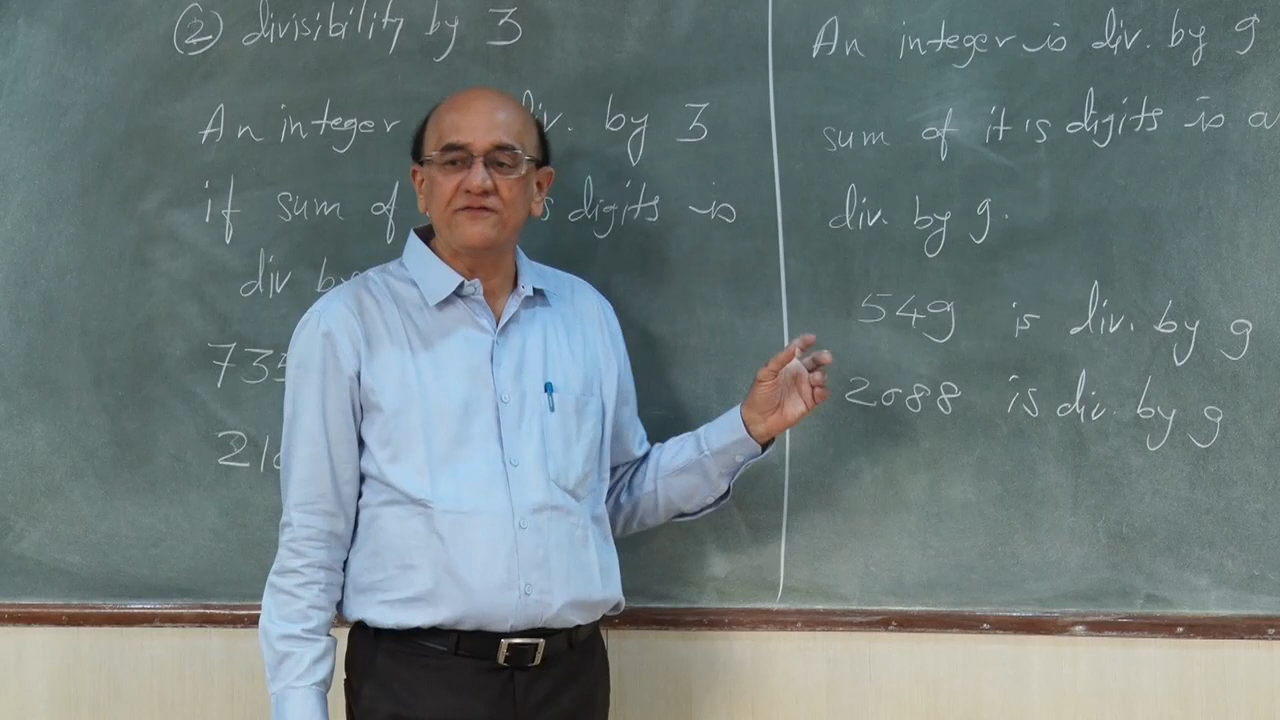 ② divisibility by 3
An integer div. by 3
if sum of digits is
div by
735
An integer is div. by 9
sum of it's digits is a
div. by 9.
549 is div. by 9
2088 is div. by 9